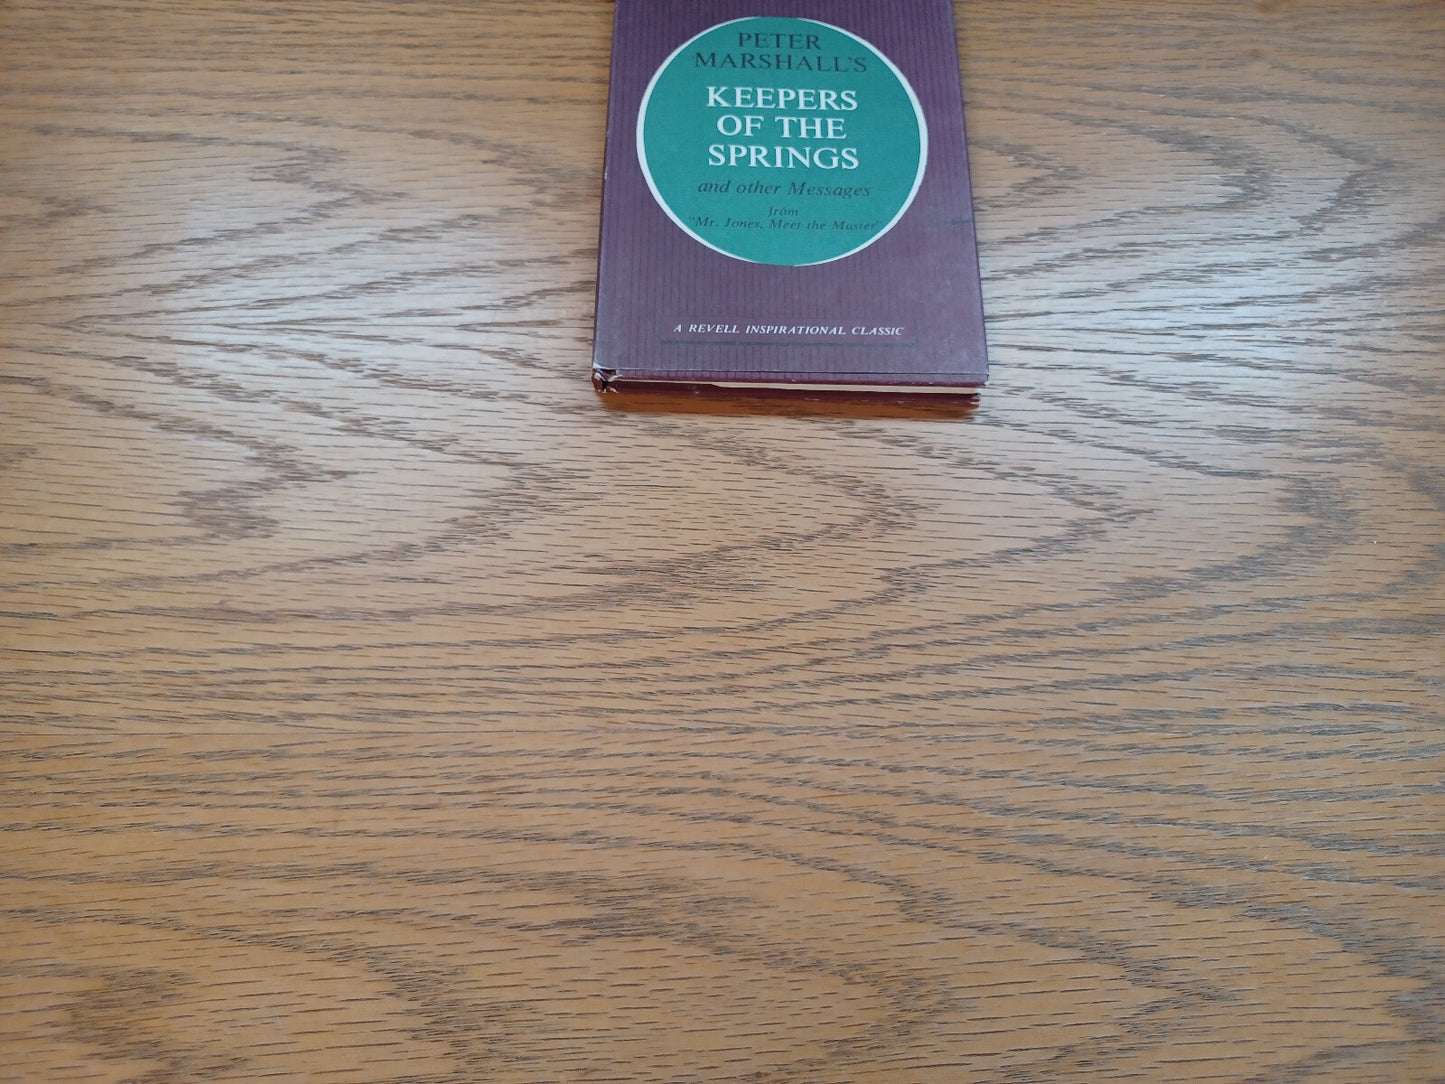 PETER
MARSHALL'S
KEEPERS
OF THE
SPRINGS
and other Messages
from
"Mr. Jones, Meet the Master"
A REVELL INSPIRATIONAL CLASSIC